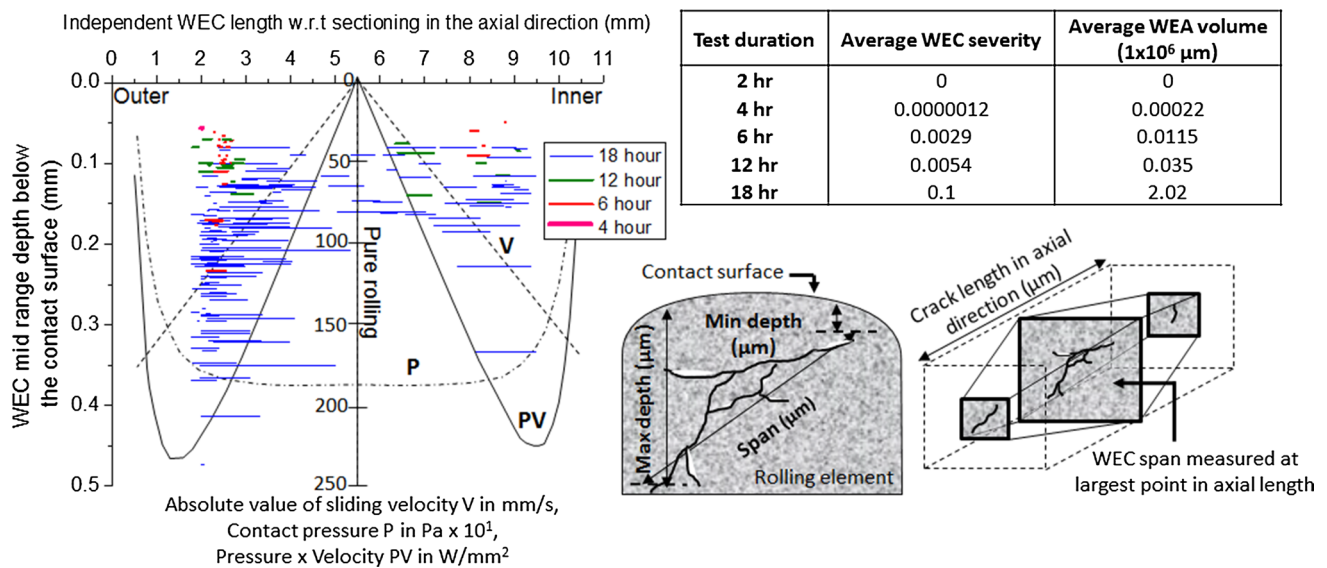 Independent WEC length w.r.t sectioning in the axial direction (mm)
0 1 2 3 4 5 6 7 8 9 10 11
Outer
Inner
WEC mid range depth below
the contact surface (mm)
0.0
0.1
0.2
0.3
0.4
0.5
0
50
100
150
200
250
Pure rolling
V
P
PV
18 hour
12 hour
6 hour
4 hour
Absolute value of sliding velocity V in mm/s,
Contact pressure P in Pa x 10¹,
Pressure x Velocity PV in W/mm²
Test duration Average WEC severity Average WEA volume
(1x10⁶ μm)
2 hr 0 0
4 hr 0.0000012 0.00022
6 hr 0.0029 0.0115
12 hr 0.0054 0.035
18 hr 0.1 2.02
Contact surface
Min depth
(μm)
Max depth (μm)
Span (μm)
Rolling element
Crack length in axial
direction (μm)
WEC span measured at
largest point in axial length